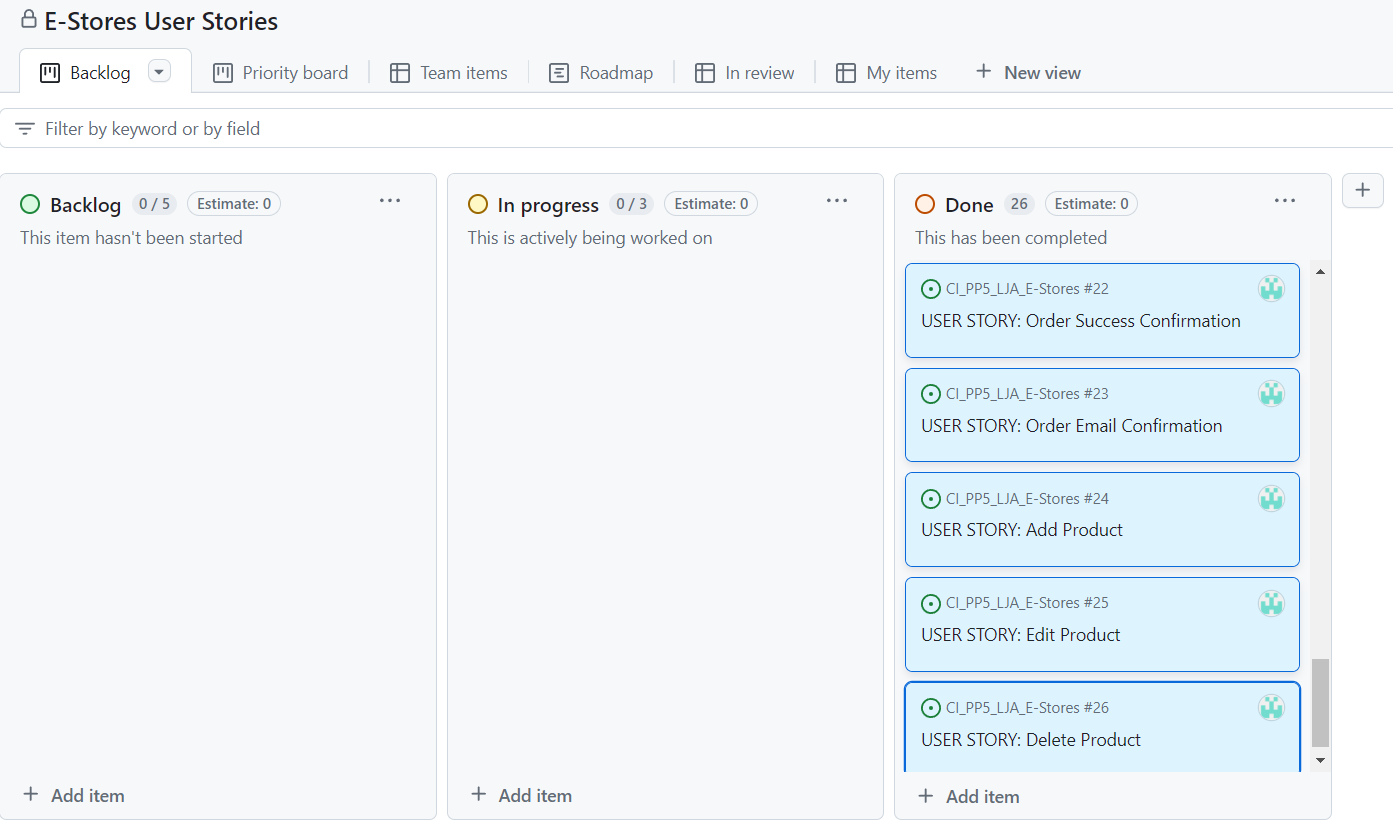 E-Stores User Stories
Backlog
Priority board
Team items
Roadmap
In review
My items
New view
Filter by keyword or by field
Backlog 0 / 5 Estimate: 0
This item hasn't been started
Add item
In progress 0 / 3 Estimate: 0
This is actively being worked on
Add item
Done 26 Estimate: 0
This has been completed
CI_PP5_LJA_E-Stores #22
USER STORY: Order Success Confirmation
CI_PP5_LJA_E-Stores #23
USER STORY: Order Email Confirmation
CI_PP5_LJA_E-Stores #24
USER STORY: Add Product
CI_PP5_LJA_E-Stores #25
USER STORY: Edit Product
CI_PP5_LJA_E-Stores #26
USER STORY: Delete Product
Add item